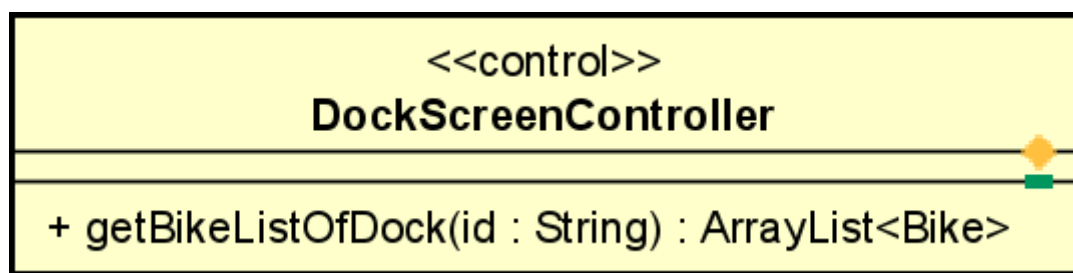 <<control>>
DockScreenController
+ getBikeListOfDock(id : String) : ArrayList<Bike>